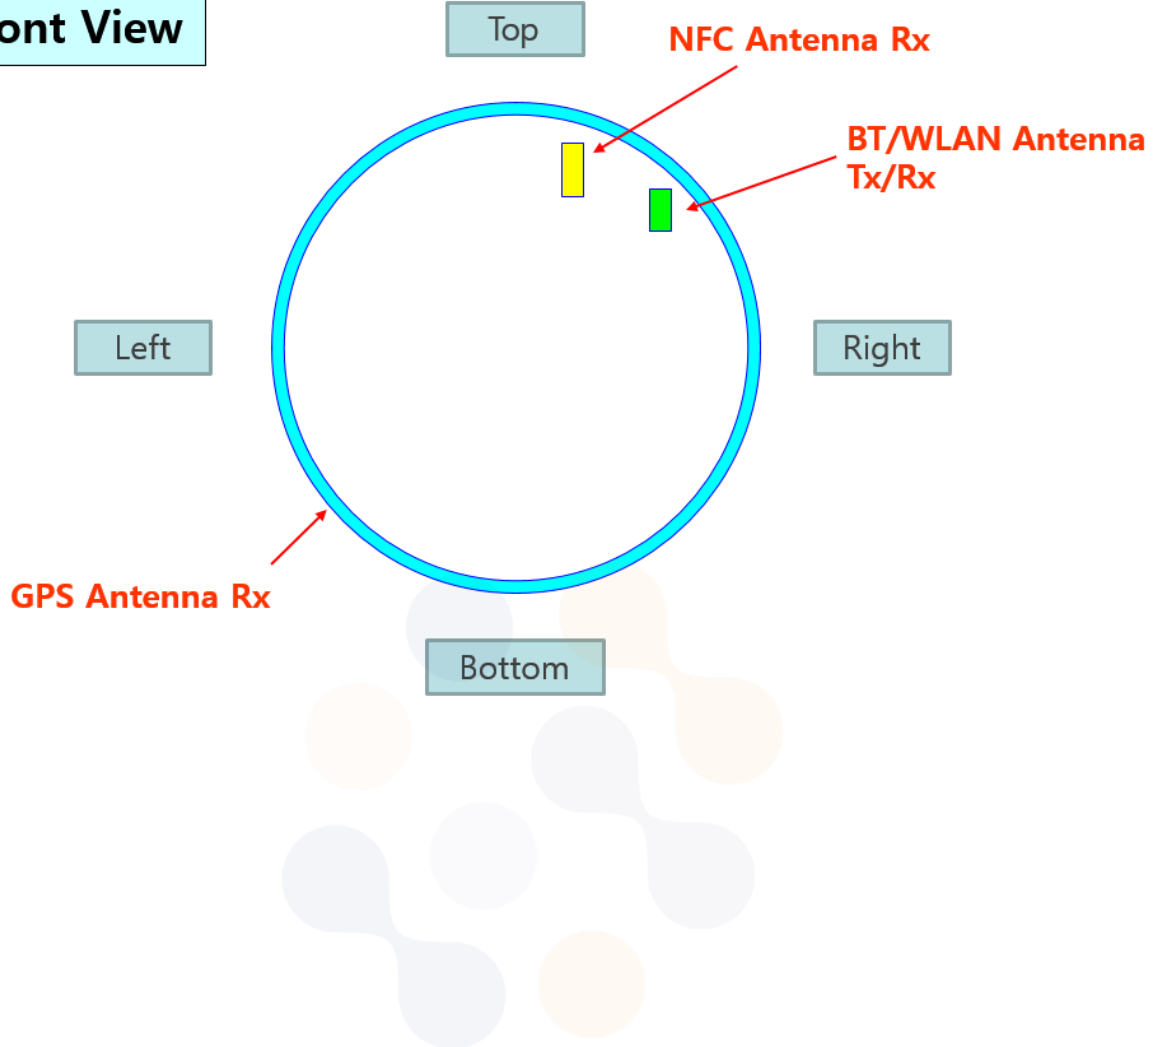 ont View
Top
NFC Antenna Rx
BT/WLAN Antenna
Tx/Rx
Left
Right
GPS Antenna Rx
Bottom